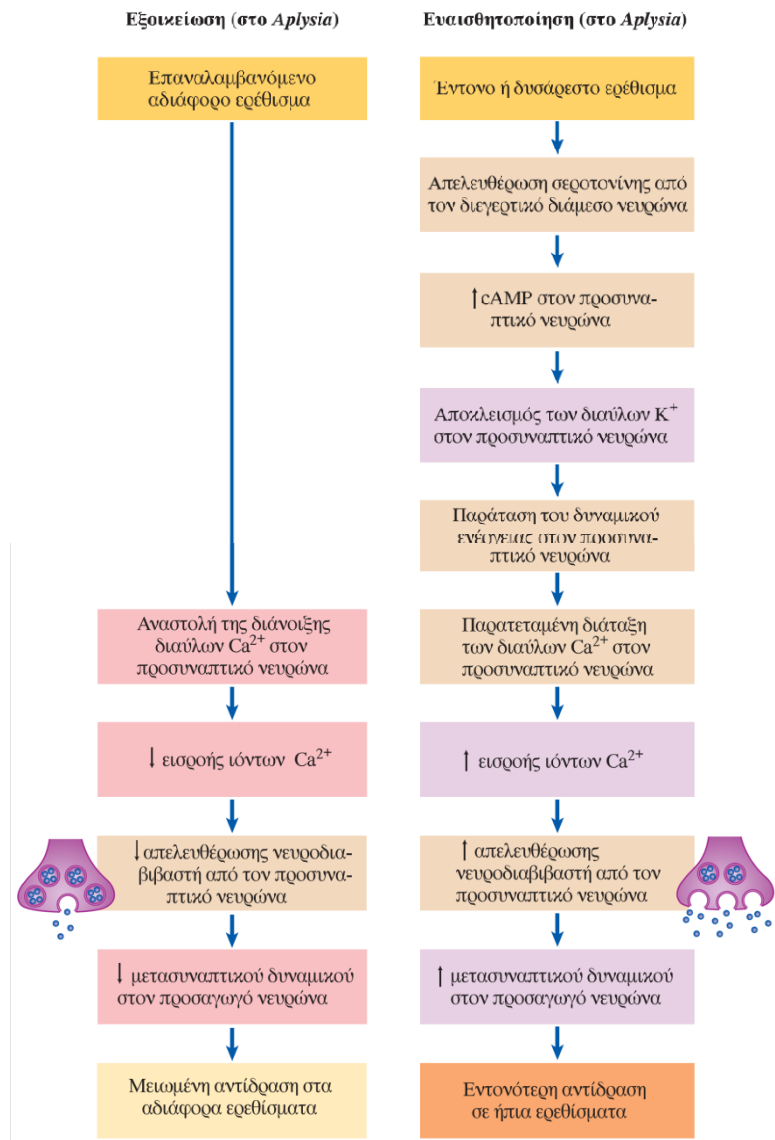 Εξοικείωση (στο Aplysia)
Επαναλαμβανόμενο
αδιάφορο ερέθισμα
Αναστολή της διάνοιξης
διαύλων Ca²⁺ στον
προσυναπτικό νευρώνα
↓ εισροής ιόντων Ca²⁺
↓απελευθέρωσης νευροδια-
βιβαστή από τον προσυνα-
πτικό νευρώνα
↓ μετασυναπτικού δυναμικού
στον προσαγωγό νευρώνα
Μειωμένη αντίδραση στα
αδιάφορα ερεθίσματα
Ευαισθητοποίηση (στο Aplysia)
Έντονο ή δυσάρεστο ερέθισμα
Απελευθέρωση σεροτονίνης από
τον διεγερτικό διάμεσο νευρώνα
↑cAMP στον προσυνα-
πτικό νευρώνα
Αποκλεισμός των διαύλων K⁺
στον προσυναπτικό νευρώνα
Παράταση του δυναμικού
ενέργειας στον προσυνα-
πτικό νευρώνα
Παρατεταμένη διάταξη
των διαύλων Ca²⁺ στον
προσυναπτικό νευρώνα
↑ εισροής ιόντων Ca²⁺
↑ απελευθέρωσης
νευροδιαβιβαστή από τον
προσυναπτικό νευρώνα
↑ μετασυναπτικού δυναμικού
στον προσαγωγό νευρώνα
Εντονότερη αντίδραση
σε ήπια ερεθίσματα